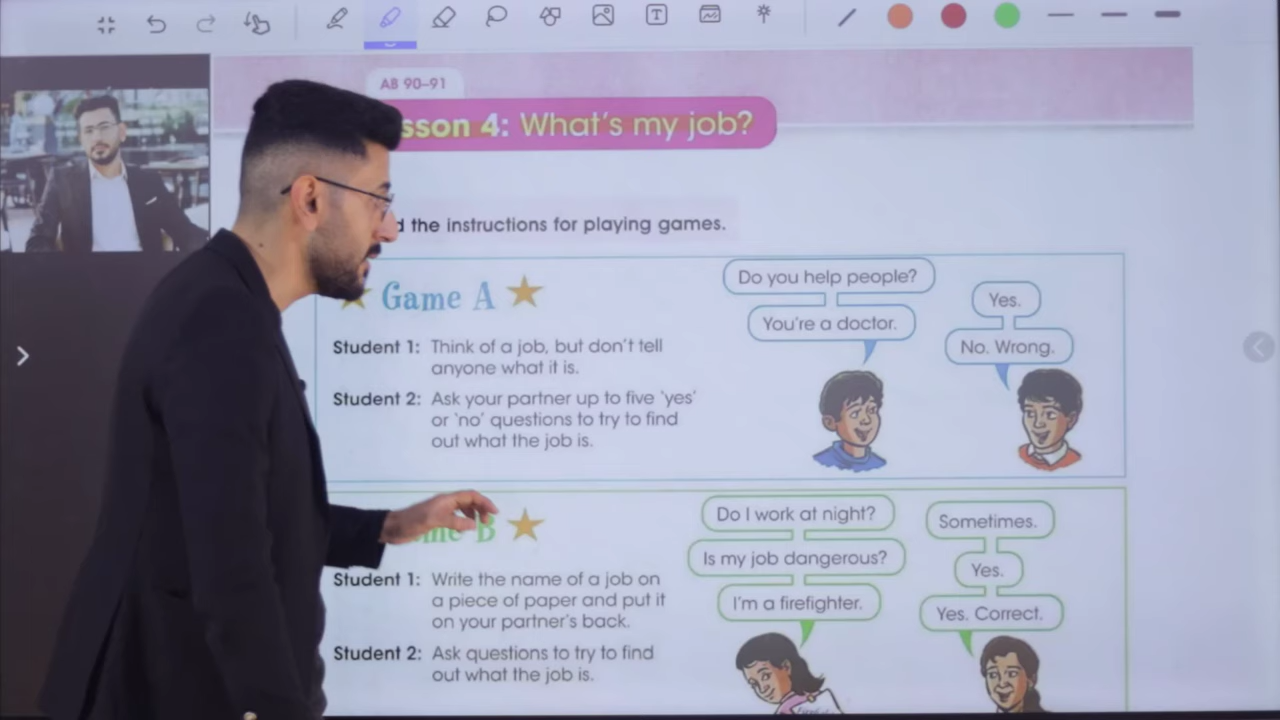 AB 90–91
sson 4: What's my job?
d the instructions for playing games.
Game A
Student 1: Think of a job, but don't tell
anyone what it is.
Student 2: Ask your partner up to five 'yes'
or 'no' questions to try to find
out what the job is.
Do you help people?
You're a doctor.
Yes.
No. Wrong.
me B
Student 1: Write the name of a job on
a piece of paper and put it
on your partner's back.
Student 2: Ask questions to try to find
out what the job is.
Do I work at night?
Is my job dangerous?
I'm a firefighter.
Sometimes.
Yes.
Yes. Correct.